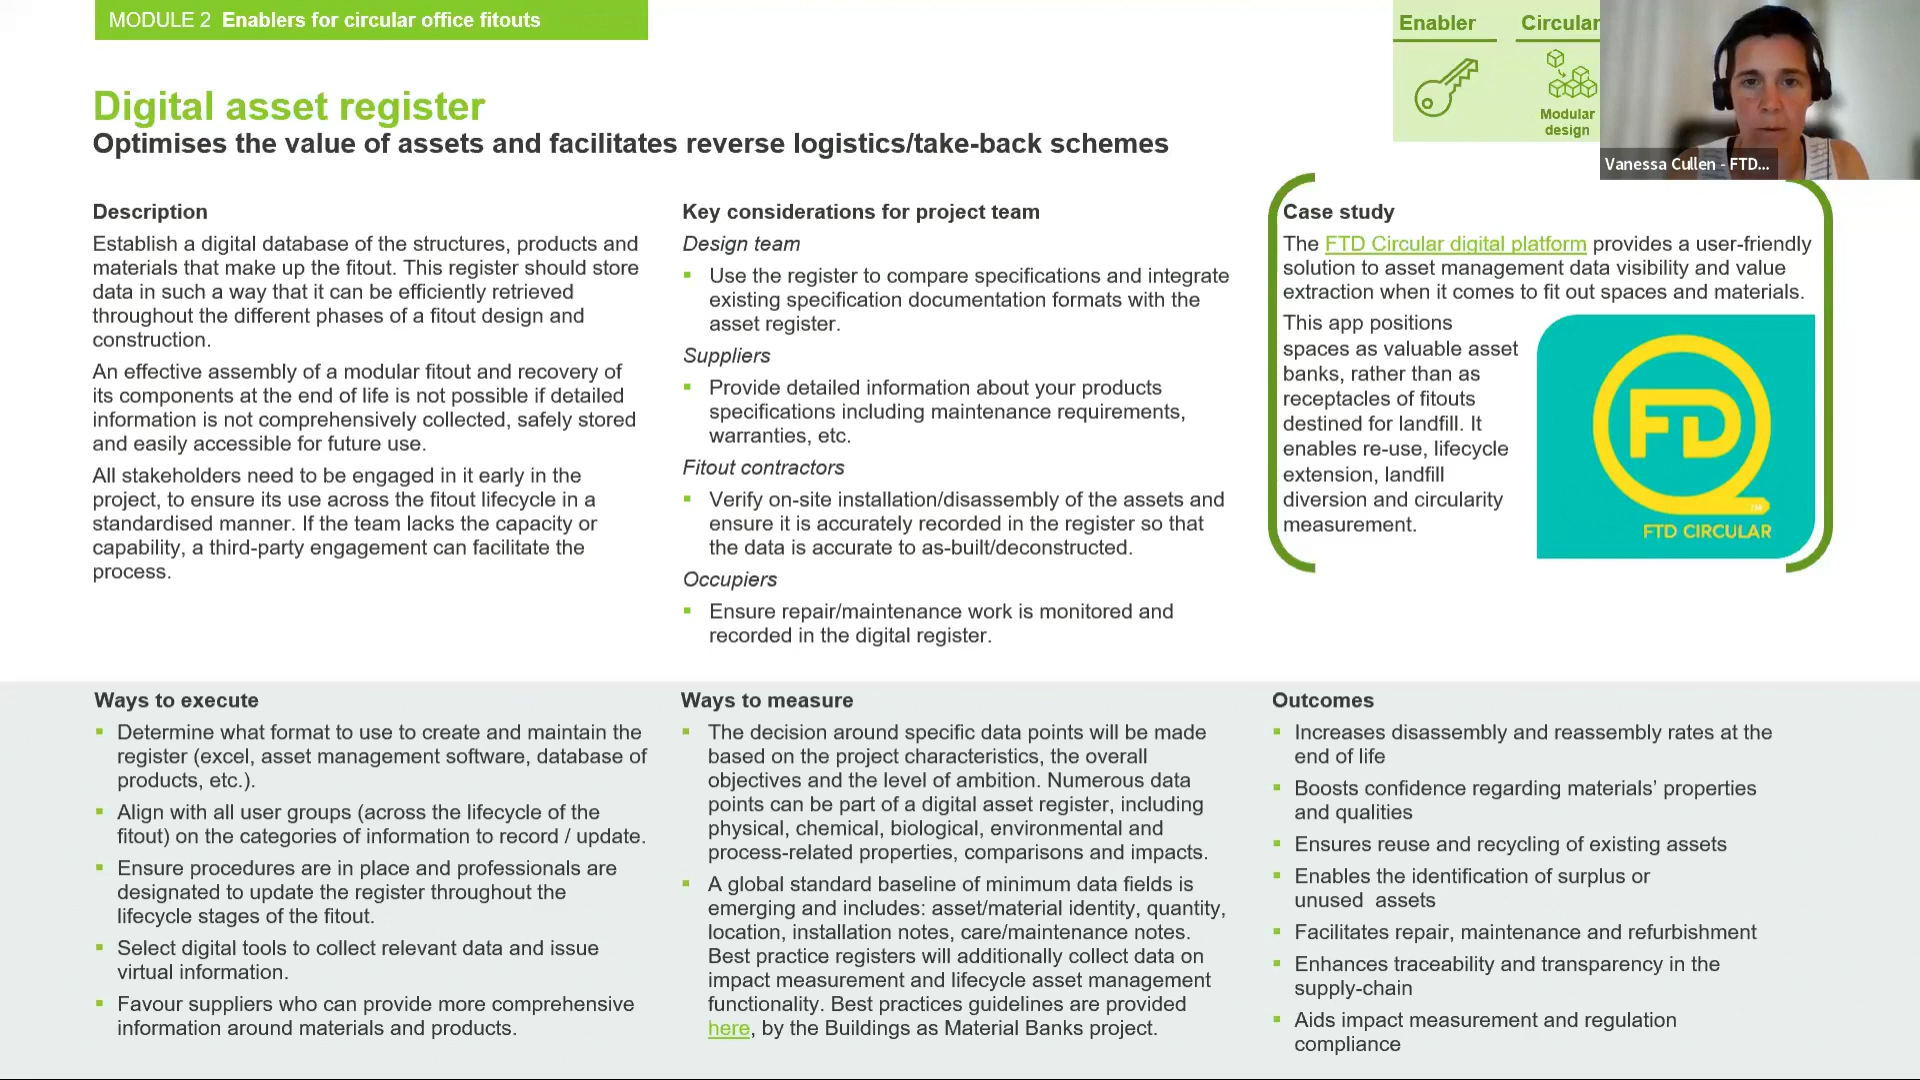 MODULE 2 Enablers for circular office fitouts
Enabler
Circular
Modular
design
Vanessa Cullen - FTD...
Digital asset register
Optimises the value of assets and facilitates reverse logistics/take-back schemes
Description
Establish a digital database of the structures, products and
materials that make up the fitout. This register should store
data in such a way that it can be efficiently retrieved
throughout the different phases of a fitout design and
construction.
An effective assembly of a modular fitout and recovery of
its components at the end of life is not possible if detailed
information is not comprehensively collected, safely stored
and easily accessible for future use.
All stakeholders need to be engaged in it early in the
project, to ensure its use across the fitout lifecycle in a
standardised manner. If the team lacks the capacity or
capability, a third-party engagement can facilitate the
process.
Key considerations for project team
Design team
▪ Use the register to compare specifications and integrate
existing specification documentation formats with the
asset register.
Suppliers
▪ Provide detailed information about your products
specifications including maintenance requirements,
warranties, etc.
Fitout contractors
▪ Verify on-site installation/disassembly of the assets and
ensure it is accurately recorded in the register so that
the data is accurate to as-built/deconstructed.
Occupiers
▪ Ensure repair/maintenance work is monitored and
recorded in the digital register.
Case study
The FTD Circular digital platform provides a user-friendly
solution to asset management data visibility and value
extraction when it comes to fit out spaces and materials.
This app positions
spaces as valuable asset
banks, rather than as
receptacles of fitouts
destined for landfill. It
enables re-use, lifecycle
extension, landfill
diversion and circularity
measurement.
FD
TM
FTD CIRCULAR
Ways to execute
▪ Determine what format to use to create and maintain the
register (excel, asset management software, database of
products, etc.).
▪ Align with all user groups (across the lifecycle of the
fitout) on the categories of information to record / update.
▪ Ensure procedures are in place and professionals are
designated to update the register throughout the
lifecycle stages of the fitout.
▪ Select digital tools to collect relevant data and issue
virtual information.
▪ Favour suppliers who can provide more comprehensive
information around materials and products.
Ways to measure
▪ The decision around specific data points will be made
based on the project characteristics, the overall
objectives and the level of ambition. Numerous data
points can be part of a digital asset register, including
physical, chemical, biological, environmental and
process-related properties, comparisons and impacts.
▪ A global standard baseline of minimum data fields is
emerging and includes: asset/material identity, quantity,
location, installation notes, care/maintenance notes.
Best practice registers will additionally collect data on
impact measurement and lifecycle asset management
functionality. Best practices guidelines are provided
here, by the Buildings as Material Banks project.
Outcomes
▪ Increases disassembly and reassembly rates at the
end of life
▪ Boosts confidence regarding materials’ properties
and qualities
▪ Ensures reuse and recycling of existing assets
▪ Enables the identification of surplus or
unused assets
▪ Facilitates repair, maintenance and refurbishment
▪ Enhances traceability and transparency in the
supply-chain
▪ Aids impact measurement and regulation
compliance